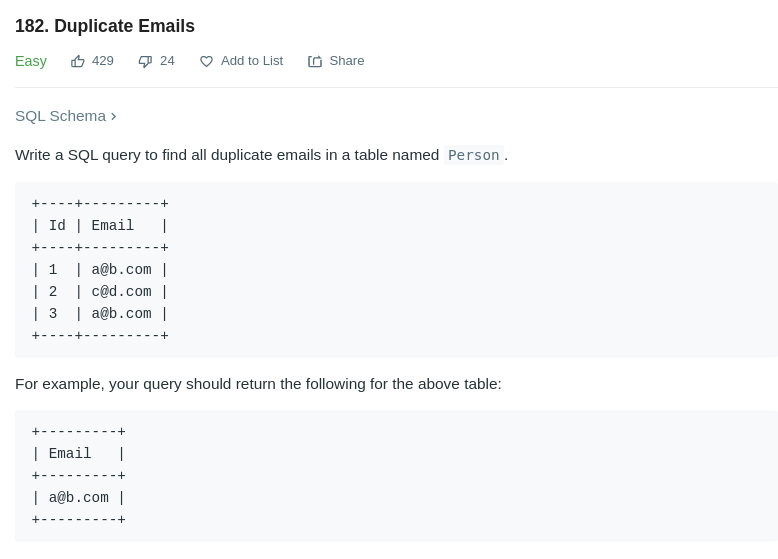 182. Duplicate Emails
Easy 429 24 Add to List Share
SQL Schema ›
Write a SQL query to find all duplicate emails in a table named Person.
+----+---------+
| Id | Email   |
+----+---------+
| 1  | a@b.com |
| 2  | c@d.com |
| 3  | a@b.com |
+----+---------+
For example, your query should return the following for the above table:
+---------+
| Email   |
+---------+
| a@b.com |
+---------+